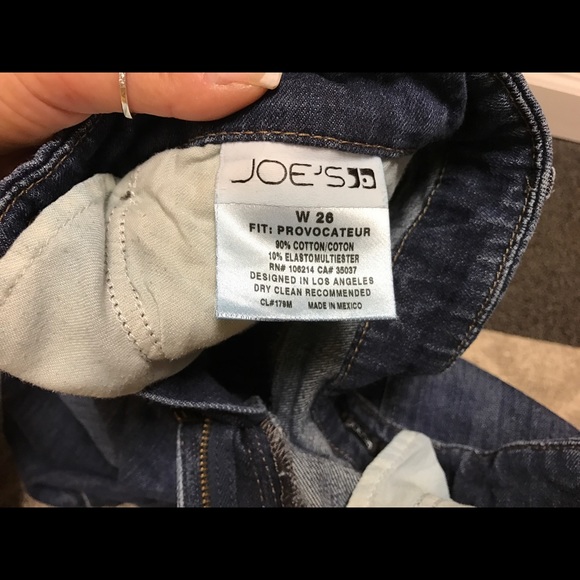 JOE'S
W 26
FIT: PROVOCATEUR
90% COTTON/COTON
10% ELASTOMULTIESTER
RN# 106214 CA# 35037
DESIGNED IN LOS ANGELES
DRY CLEAN RECOMMENDED
CL#179M MADE IN MEXICO